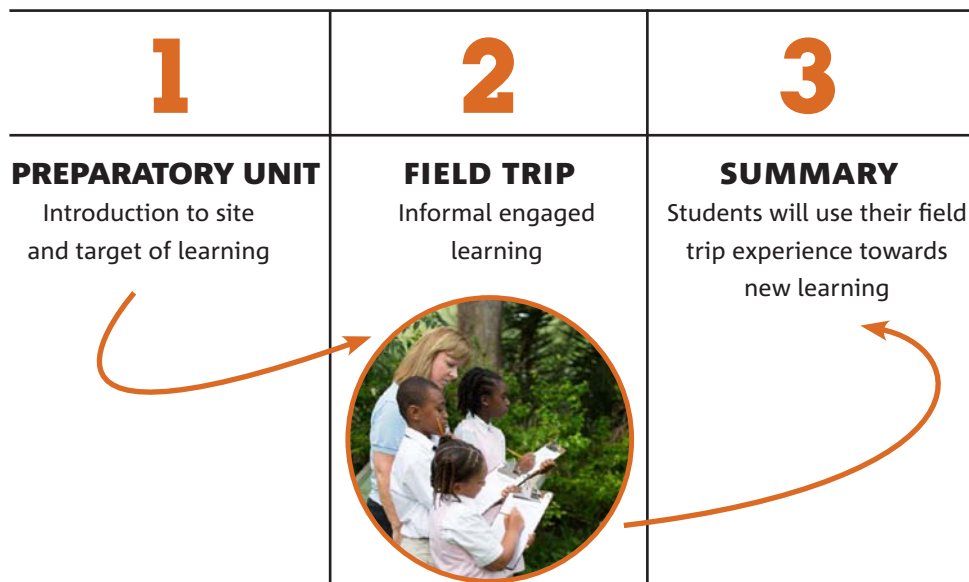 1
2
3
PREPARATORY UNIT
Introduction to site
and target of learning
FIELD TRIP
Informal engaged
learning
SUMMARY
Students will use their field
trip experience towards
new learning